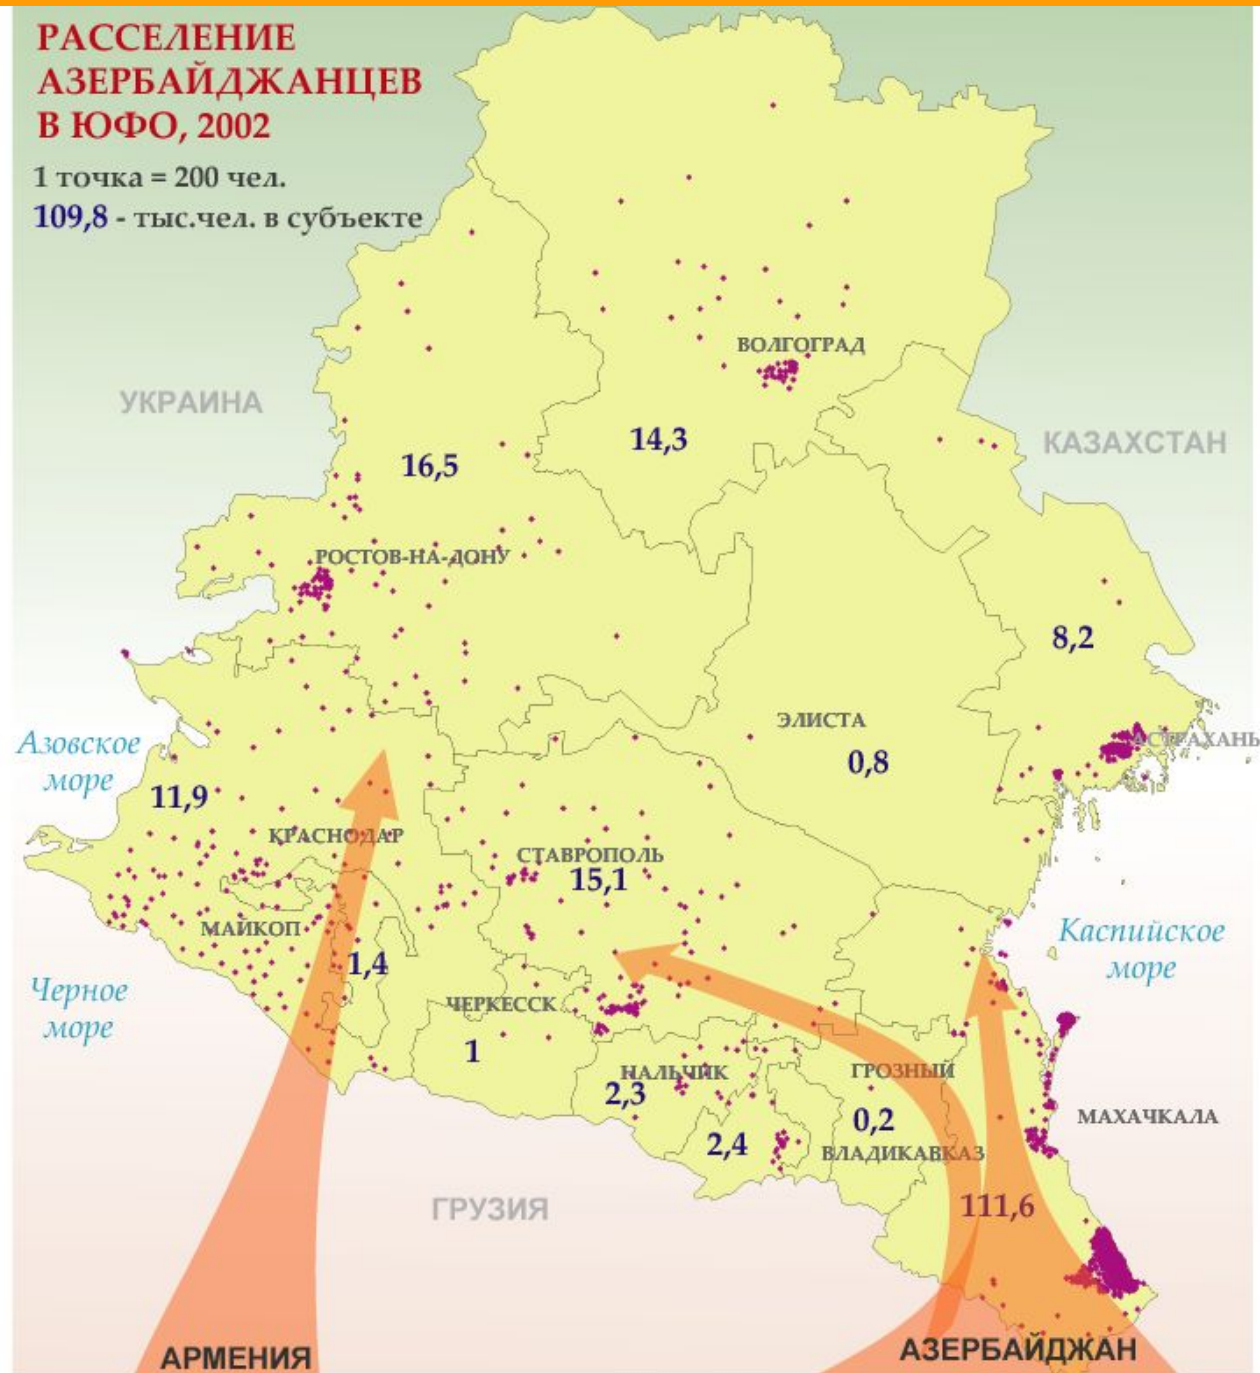 РАССЕЛЕНИЕ
АЗЕРБАЙДЖАНЦЕВ
В ЮФО, 2002
1 точка = 200 чел.
109,8 - тыс.чел. в субъекте
ВОЛГОГРАД
УКРАИНА
14,3
КАЗАХСТАН
16,5
РОСТОВ-НА-ДОНУ
8,2
ЭЛИСТА
0,8
АСТРАХАНЬ
Азовское
море
11,9
КРАСНОДАР
СТАВРОПОЛЬ
15,1
МАЙКОП
1,4
Каспийское
море
Черное
море
ЧЕРКЕССК
1
НАЛЬЧИК
2,3
ГРОЗНЫЙ
0,2
МАХАЧКАЛА
2,4
ВЛАДИКАВКАЗ
ГРУЗИЯ
111,6
АРМЕНИЯ
АЗЕРБАЙДЖАН